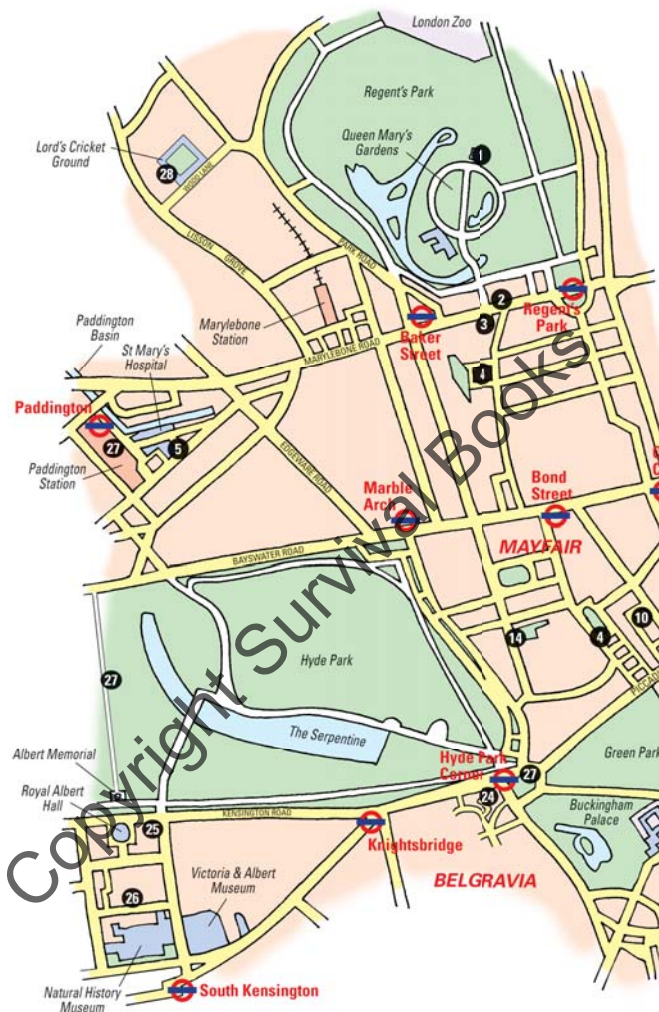 London Zoo
Regent's Park
Queen Mary's
Gardens
1
Lord's Cricket
Ground
28
WOOD LANE
LISSON GROVE
PARK ROAD
2
Regent's
Park
3
Baker
Street
Marylebone
Station
MARYLEBONE ROAD
4
Paddington
Basin
St Mary's
Hospital
Paddington
27
5
Paddington
Station
EDGEWARE ROAD
Marble
Arch
Bond
Street
MAYFAIR
BAYSWATER ROAD
10
14
4
27
Hyde Park
The Serpentine
Hyde Park
Corner
27
24
Green Park
Albert Memorial
Royal Albert
Hall
25
KENSINGTON ROAD
Knightsbridge
Buckingham
Palace
BELGRAVIA
Victoria & Albert
Museum
26
Natural History
Museum
South Kensington
Copyright Survival Books